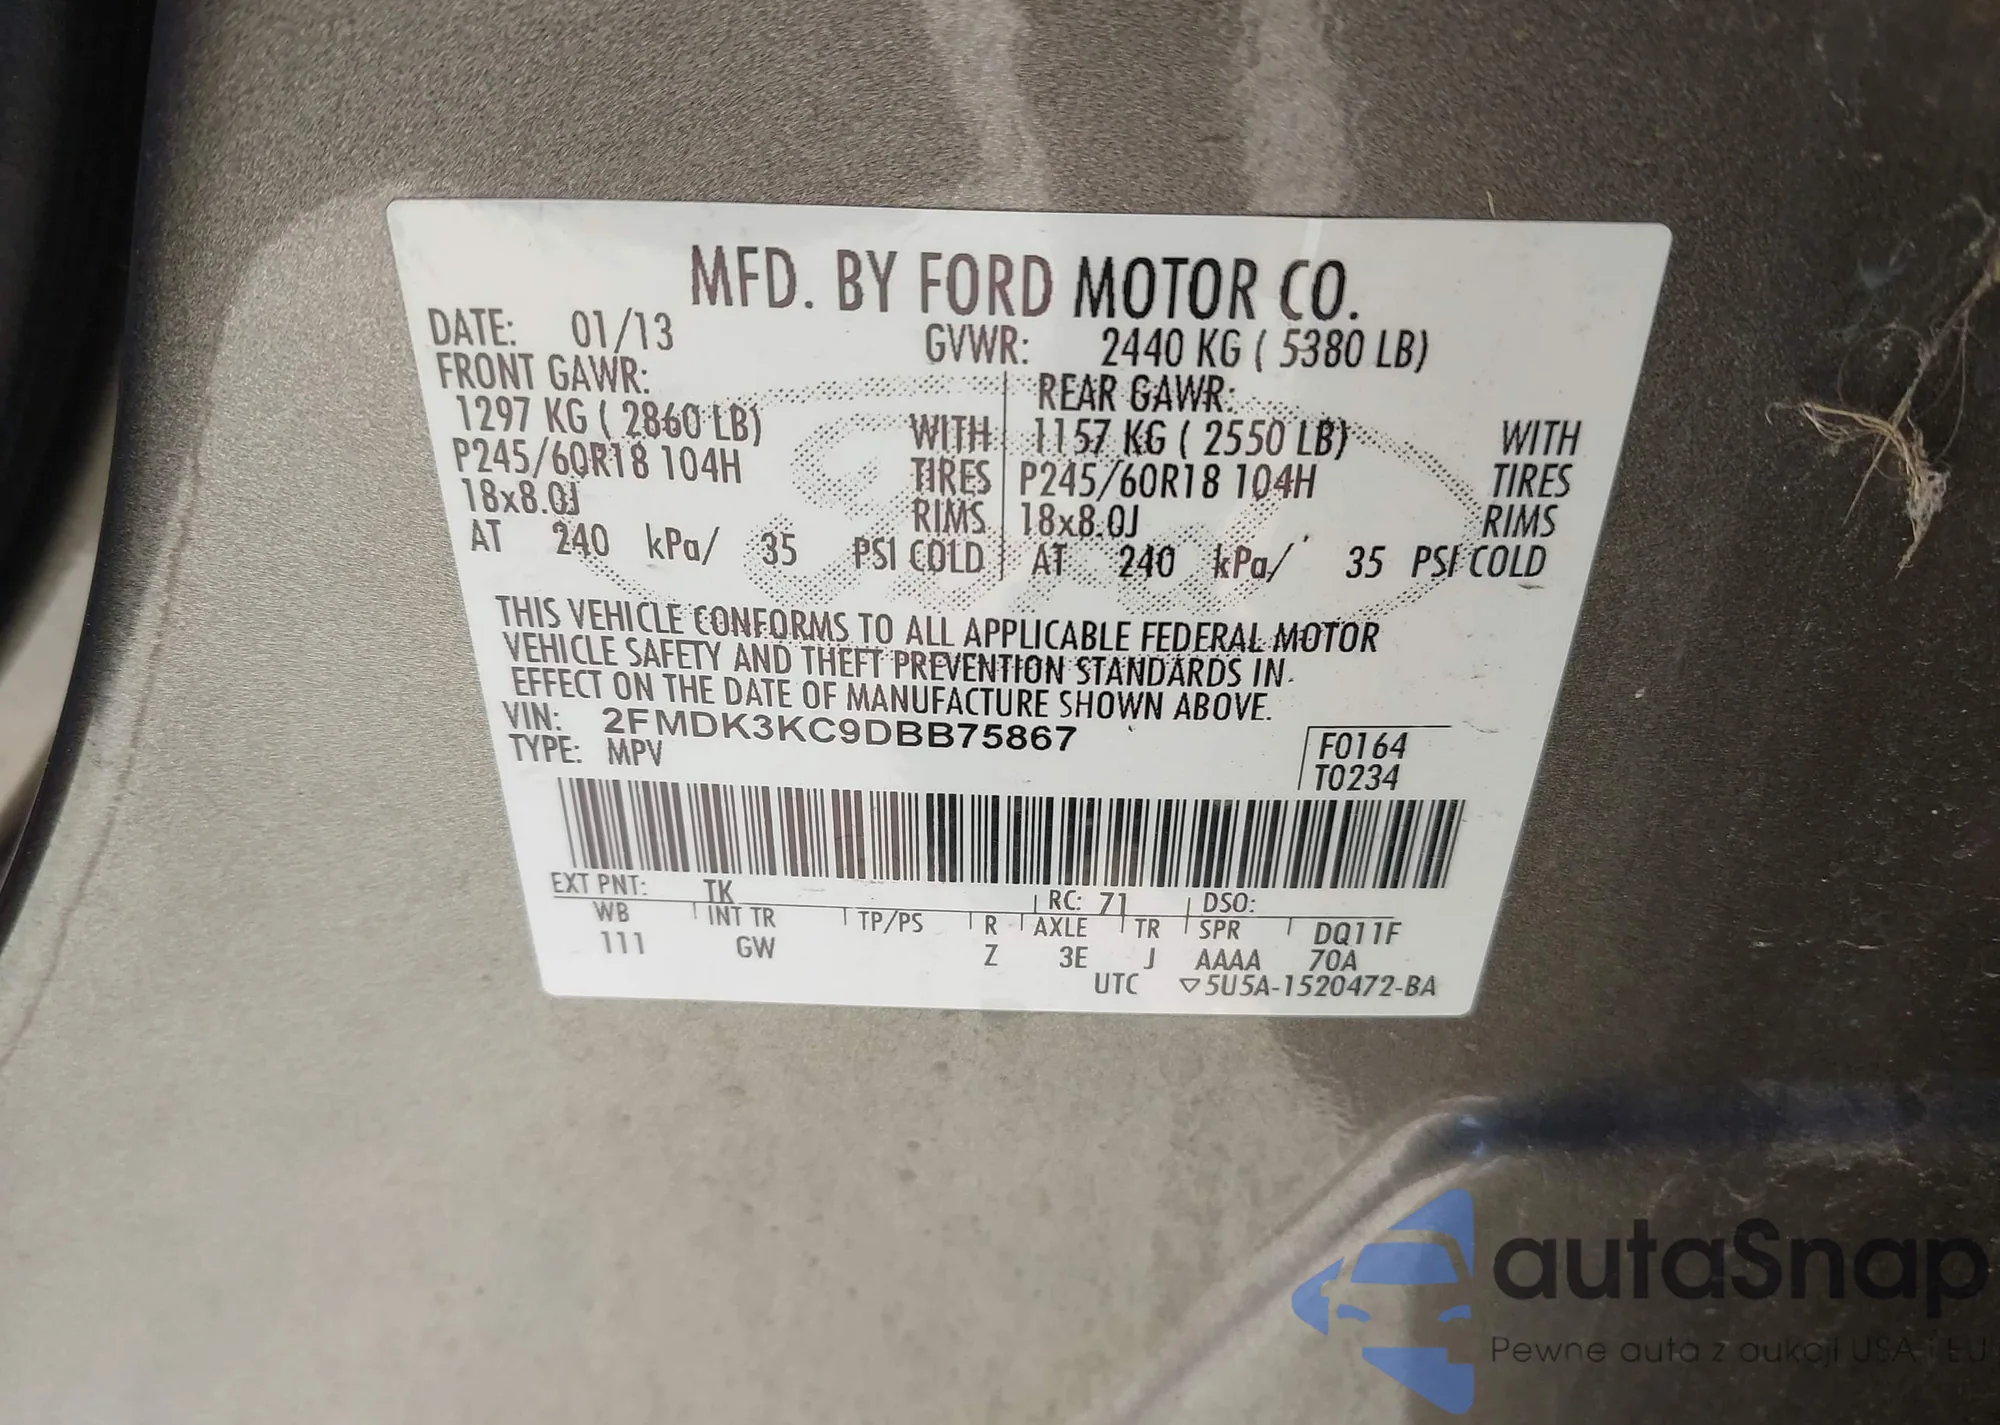 MFD. BY FORD MOTOR CO.
DATE: 01/13 GVWR: 2440 KG ( 5380 LB)
FRONT GAWR: REAR GAWR:
1297 KG ( 2860 LB) WITH 1157 KG ( 2550 LB) WITH
P245/60R18 104H TIRES P245/60R18 104H TIRES
18x8.0J RIMS 18x8.0J RIMS
AT 240 kPa/ 35 PSI COLD AT 240 kPa/ 35 PSI COLD
THIS VEHICLE CONFORMS TO ALL APPLICABLE FEDERAL MOTOR
VEHICLE SAFETY AND THEFT PREVENTION STANDARDS IN
EFFECT ON THE DATE OF MANUFACTURE SHOWN ABOVE.
VIN: 2FMDK3KC9DBB75867
TYPE: MPV
F0164
T0234
EXT PNT: TK RC: 71 DSO:
WB INT TR TP/PS R AXLE TR SPR DQ11F
111 GW Z 3E J AAAA 70A
UTC ▽5U5A-1520472-BA
autaSnap
Pewne auta z aukcji USA i EU